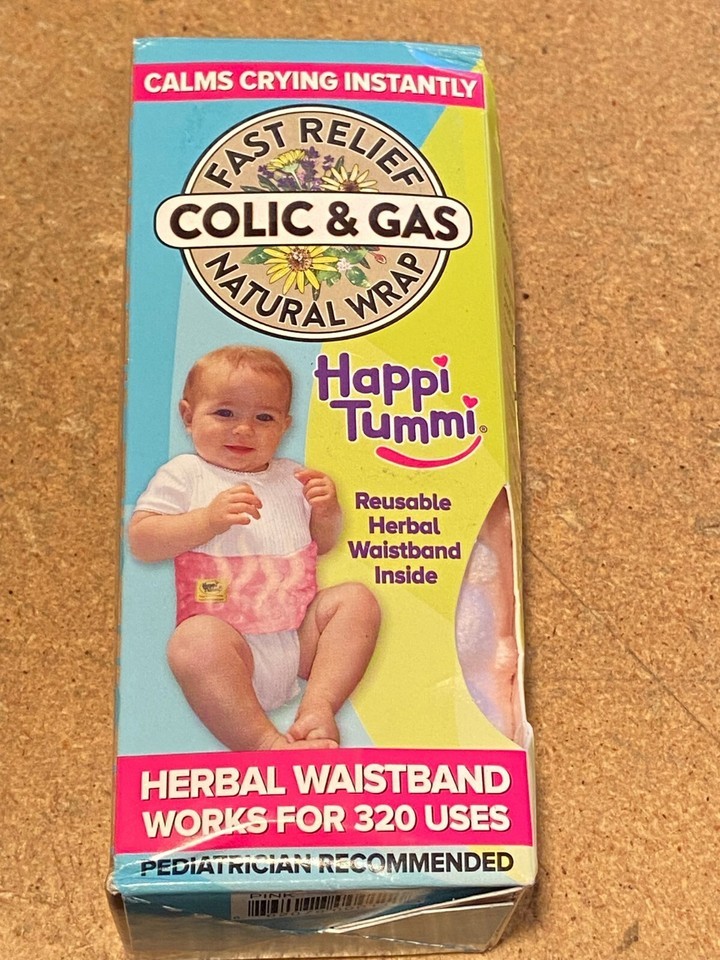 CALMS CRYING INSTANTLY
FAST RELIEF
COLIC & GAS
NATURAL WRAP
Happi
Tummi®
Reusable
Herbal
Waistband
Inside
HERBAL WAISTBAND
WORKS FOR 320 USES
PEDIATRICIAN RECOMMENDED
PINK